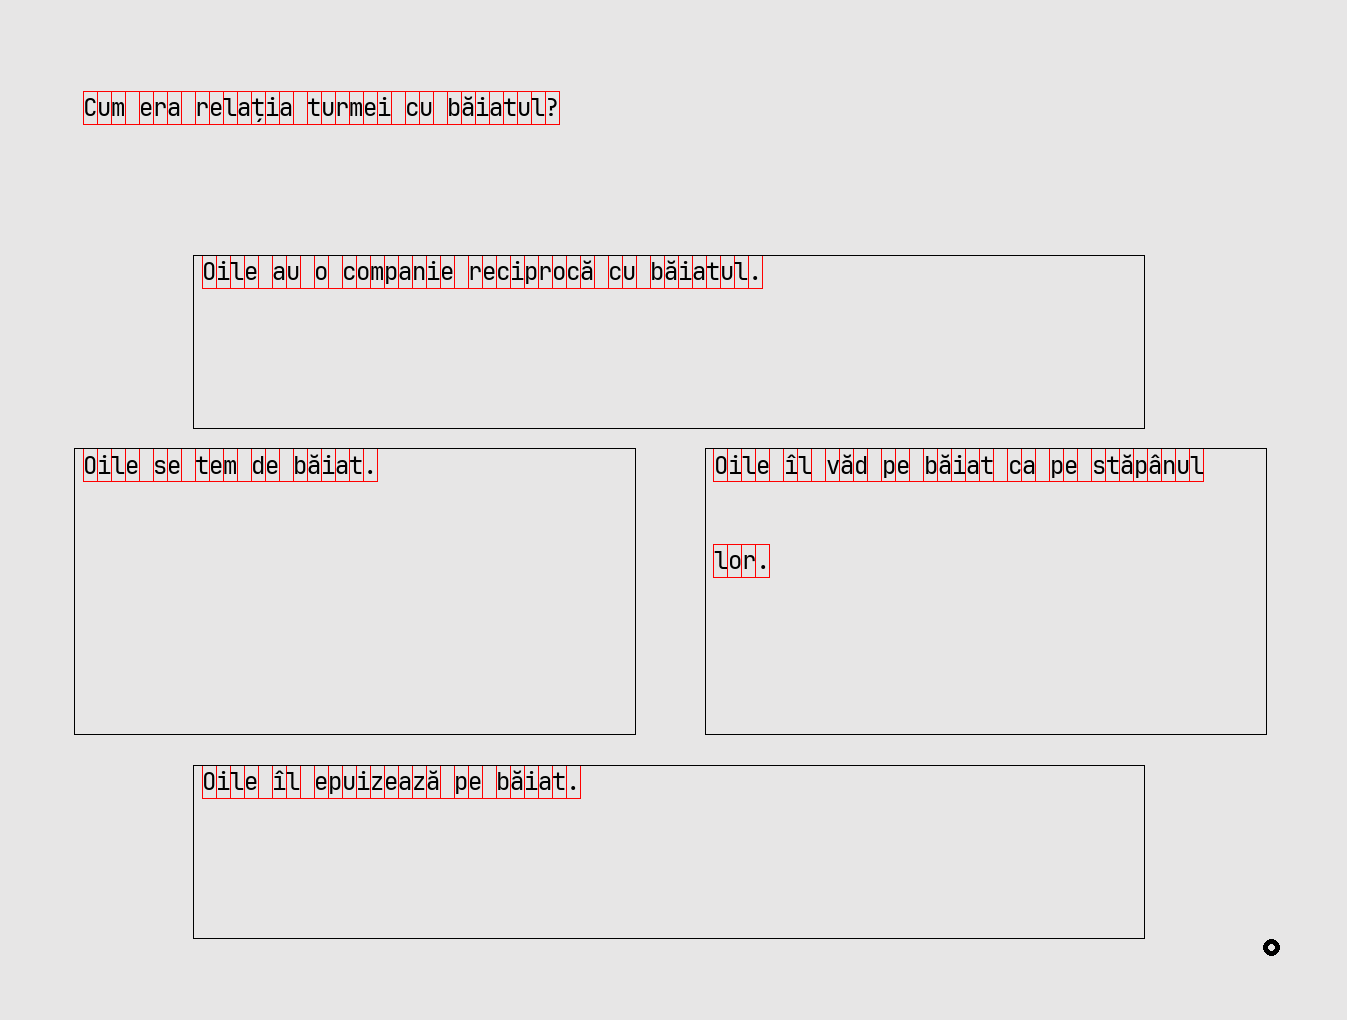 Cum era relația turmei cu băiatul?
Oile au o companie reciprocă cu băiatul.
Oile se tem de băiat.
Oile îl văd pe băiat ca pe stăpânul
lor.
Oile îl epuizează pe băiat.